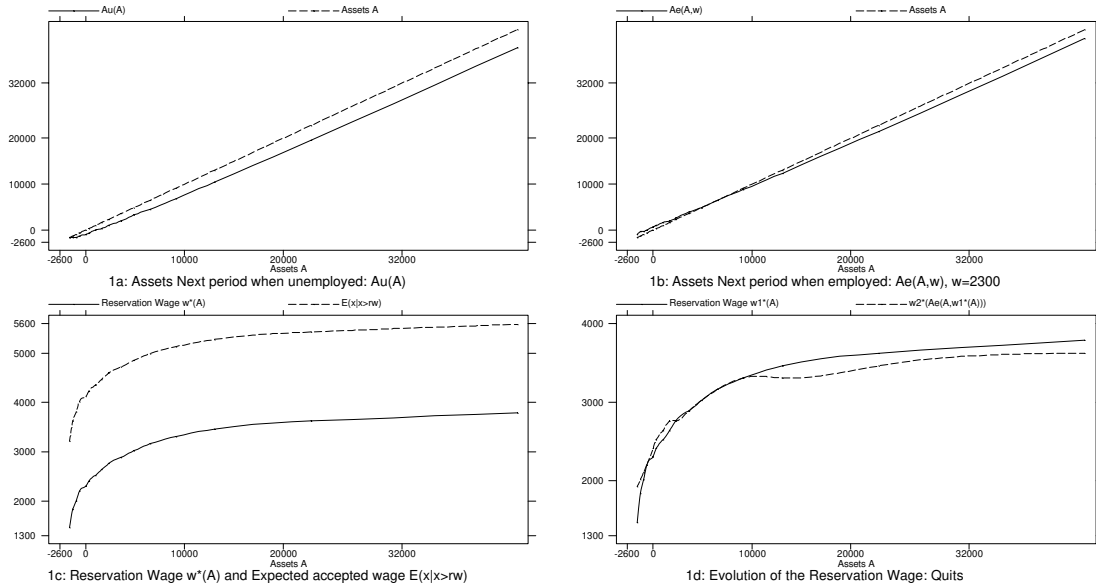 Au(A) Assets A
32000
20000
10000
0
-2600
-2600 0 10000 20000 32000
Assets A
1a: Assets Next period when unemployed: Au(A)
Ae(A,w) Assets A
32000
20000
10000
0
-2600
-2600 0 10000 20000 32000
Assets A
1b: Assets Next period when employed: Ae(A,w), w=2300
Reservation Wage w*(A) E(x|x>rw)
5600
5000
4000
3000
2000
1300
-2600 0 10000 20000 32000
Assets A
1c: Reservation Wage w*(A) and Expected accepted wage E(x|x>rw)
Reservation Wage w1*(A) w2*(Ae(A,w1*(A)))
4000
3000
2000
1300
-2600 0 10000 20000 32000
Assets A
1d: Evolution of the Reservation Wage: Quits